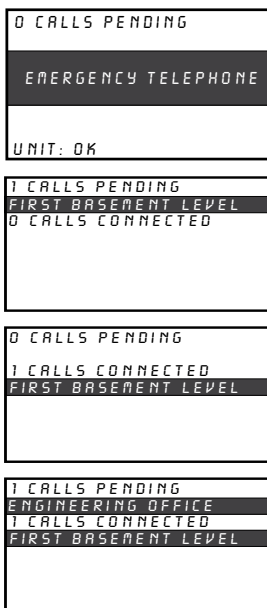 0 CALLS PENDING
EMERGENCY TELEPHONE
UNIT: OK
1 CALLS PENDING
FIRST BASEMENT LEVEL
0 CALLS CONNECTED
0 CALLS PENDING
1 CALLS CONNECTED
FIRST BASEMENT LEVEL
1 CALLS PENDING
ENGINEERING OFFICE
1 CALLS CONNECTED
FIRST BASEMENT LEVEL